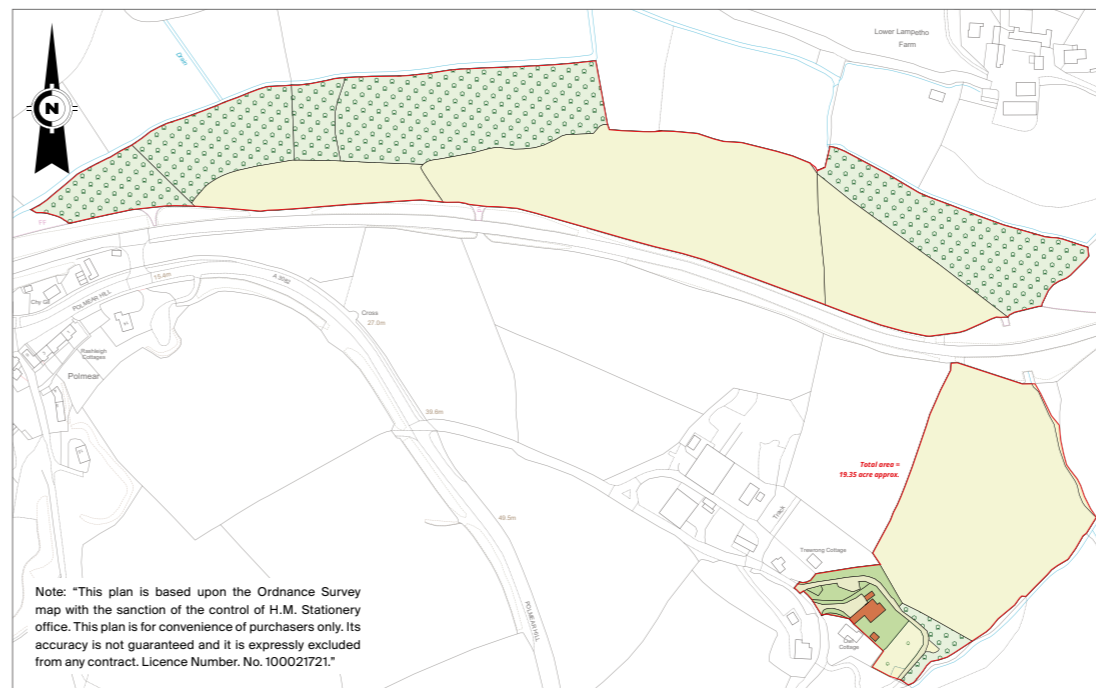 Lower Lampetho
Farm
Drain
N
FB
15.4m
A 3082
POLMEAR HILL
Cross
27.0m
Rashleigh
Cottages
Polmear
39.6m
Total area =
19.35 acre approx.
49.5m
Track
Treenong Cottage
POLMEAR HILL
Cottage
Note: “This plan is based upon the Ordnance Survey
map with the sanction of the control of H.M. Stationery
office. This plan is for convenience of purchasers only. Its
accuracy is not guaranteed and it is expressly excluded
from any contract. Licence Number. No. 100021721.”